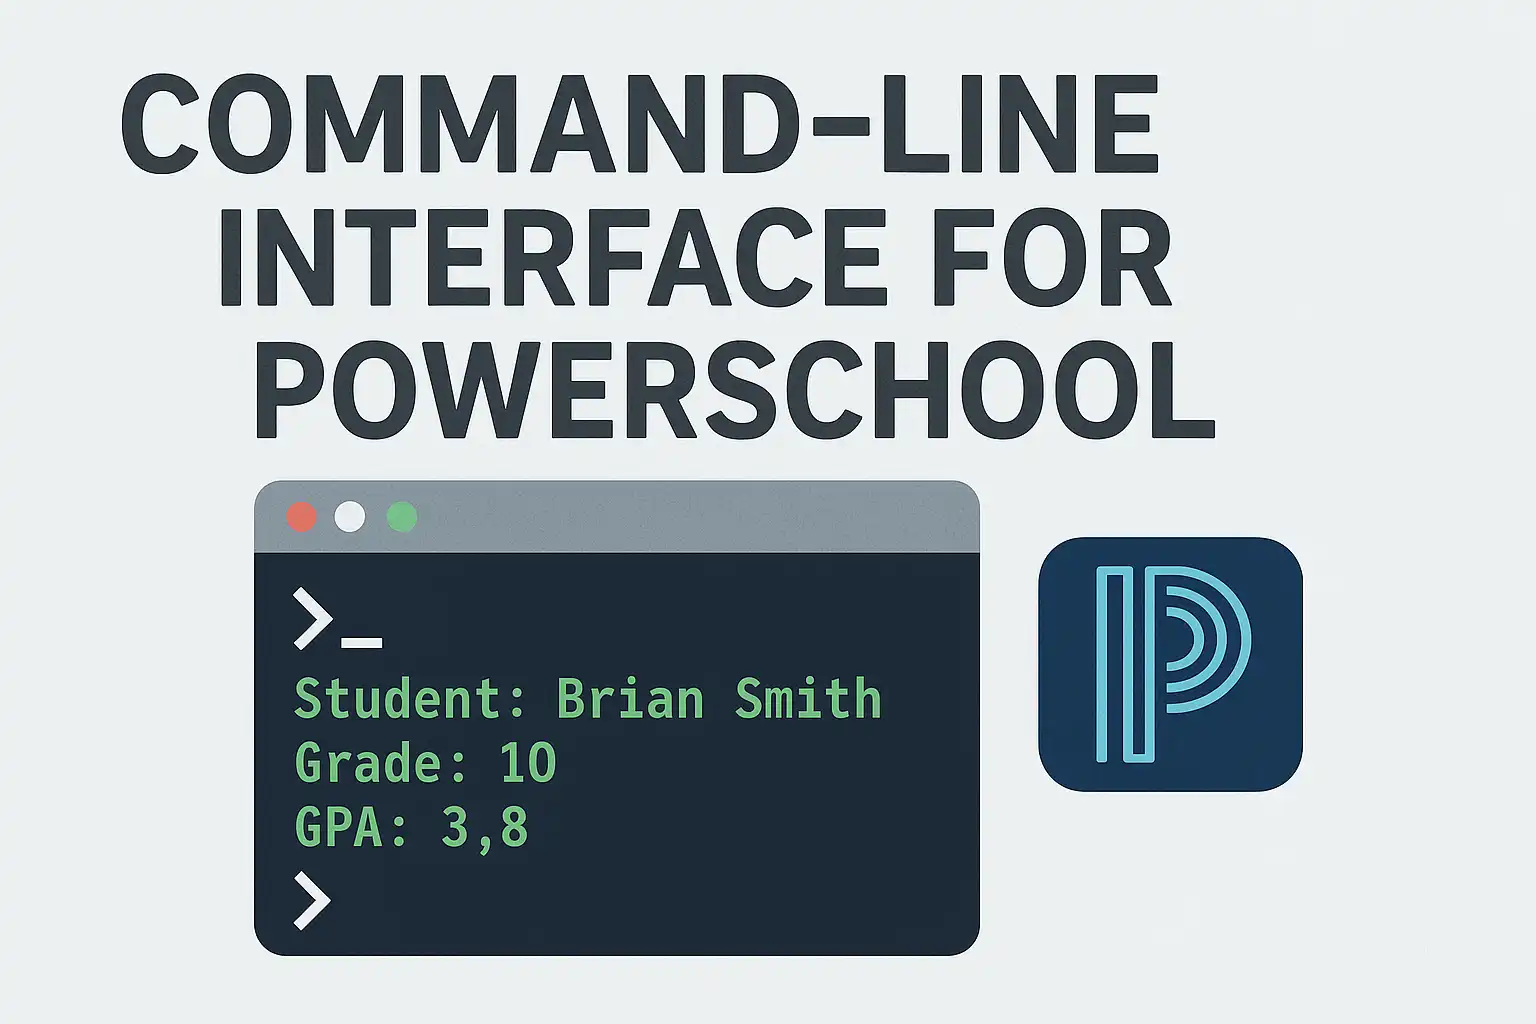 COMMAND-LINE
INTERFACE FOR
POWERSCHOOL
>_
Student: Brian Smith
Grade: 10
GPA: 3,8
>
P